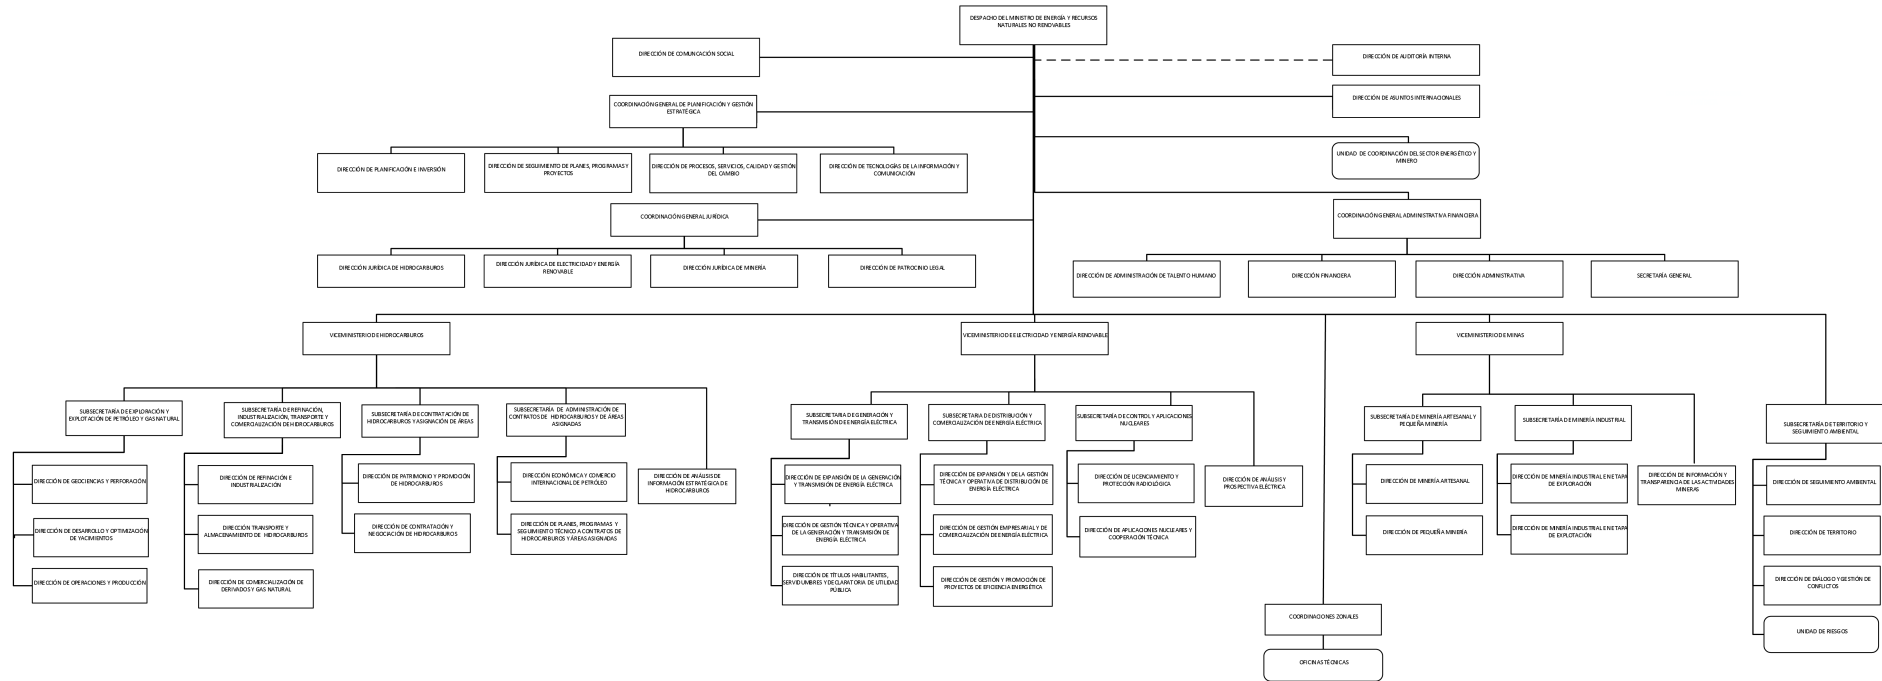 DESPACHO DEL MINISTRO DE ENERGÍA Y RECURSOS
NATURALES NO RENOVABLES
DIRECCIÓN DE COMUNCACIÓN SOCIAL
DIRECCIÓN DE AUDITORÍA INTERNA
COORDINACIÓN GENERAL DE PLANIFICACIÓN Y GESTIÓN
ESTRATÉGICA
DIRECCIÓN DE ASUNTOS INTERNACIONALES
UNIDAD DE COORDINACIÓN DEL SECTOR ENERGÉTICO Y
MINERO
DIRECCIÓN DE PLANIFICACIÓN E INVERSIÓN
DIRECCIÓN DE SEGUIMIENTO DE PLANES, PROGRAMAS Y
PROYECTOS
DIRECCIÓN DE PROCESOS, SERVICIOS, CALIDAD Y GESTIÓN
DEL CAMBIO
DIRECCIÓN DE TECNOLOGÍAS DE LA INFORMACIÓN Y
COMUNICACIÓN
COORDINACIÓN GENERAL JURÍDICA
COORDINACIÓN GENERAL ADMINISTRATIVA FINANCIERA
DIRECCIÓN JURÍDICA DE HIDROCARBUROS
DIRECCIÓN JURÍDICA DE ELECTRICIDAD Y ENERGÍA
RENOVABLE
DIRECCIÓN JURÍDICA DE MINERÍA
DIRECCIÓN DE PATROCINIO LEGAL
DIRECCIÓN DE ADMINISTRACIÓN DE TALENTO HUMANO
DIRECCIÓN FINANCIERA
DIRECCIÓN ADMINISTRATIVA
SECRETARÍA GENERAL
VICEMINISTERIO DE HIDROCARBUROS
VICEMINISTERIO DE ELECTRICIDAD Y ENERGÍA RENOVABLE
VICEMINISTERIO DE MINAS
SUBSECRETARÍA DE EXPLORACIÓN Y
EXPLOTACIÓN DE PETRÓLEO Y GAS NATURAL
SUBSECRETARÍA DE REFINACIÓN,
INDUSTRIALIZACIÓN, TRANSPORTE Y
COMERCIALIZACIÓN DE HIDROCARBUROS
SUBSECRETARÍA DE CONTRATACIÓN DE
HIDROCARBUROS Y ASIGNACIÓN DE ÁREAS
SUBSECRETARÍA DE ADMINISTRACIÓN DE
CONTRATOS DE HIDROCARBUROS Y DE ÁREAS
ASIGNADAS
SUBSECRETARIA DE GENERACIÓN Y
TRANSMISIÓN DE ENERGÍA ELÉCTRICA
SUBSECRETARIA DE DISTRIBUCIÓN Y
COMERCIALIZACIÓN DE ENERGÍA ELÉCTRICA
SUBSECRETARÍA DE CONTROL Y APLICACIONES
NUCLEARES
SUBSECRETARÍA DE MINERÍA ARTESANAL Y
PEQUEÑA MINERÍA
SUBSECRETARÍA DE MINERÍA INDUSTRIAL
SUBSECRETARÍA DE TERRITORIO Y
SEGUIMIENTO AMBIENTAL
DIRECCIÓN DE GEOCIENCIAS Y PERFORACIÓN
DIRECCIÓN DE REFINACIÓN E
INDUSTRIALIZACIÓN
DIRECCIÓN DE PATRIMONIO Y PROMOCIÓN
DE HIDROCARBUROS
DIRECCIÓN ECONÓMICA Y COMERCIO
INTERNACIONAL DE PETRÓLEO
DIRECCIÓN DE ANÁLISIS DE
INFORMACIÓN ESTRATÉGICA DE
HIDROCARBUROS
DIRECCIÓN DE EXPANSIÓN DE LA GENERACIÓN
Y TRANSMISIÓN DE ENERGÍA ELÉCTRICA
DIRECCIÓN DE EXPANSIÓN Y DE LA GESTIÓN
TÉCNICA Y OPERATIVA DE DISTRIBUCIÓN DE
ENERGÍA ELÉCTRICA
DIRECCIÓN DE LICENCIAMIENTO Y
PROTECCIÓN RADIOLÓGICA
DIRECCIÓN DE ANÁLISIS Y
PROSPECTIVA ELÉCTRICA
DIRECCIÓN DE MINERÍA ARTESANAL
DIRECCIÓN DE MINERÍA INDUSTRIAL EN ETAPA
DE EXPLORACIÓN
DIRECCIÓN DE INFORMACIÓN Y
TRANSPARENCIA DE LAS ACTIVIDADES
MINERAS
DIRECCIÓN DE SEGUIMIENTO AMBIENTAL
DIRECCIÓN DE DESARROLLO Y OPTIMIZACIÓN
DE YACIMIENTOS
DIRECCIÓN TRANSPORTE Y
ALMACENAMIENTO DE HIDROCARBUROS
DIRECCIÓN DE CONTRATACIÓN Y
NEGOCIACIÓN DE HIDROCARBUROS
DIRECCIÓN DE PLANES, PROGRAMAS Y
SEGUIMIENTO TÉCNICO A CONTRATOS DE
HIDROCARBUROS Y ÁREAS ASIGNADAS
DIRECCIÓN DE GESTIÓN TÉCNICA Y OPERATIVA
DE LA GENERACIÓN Y TRANSMISIÓN DE
ENERGÍA ELÉCTRICA
DIRECCIÓN DE GESTIÓN EMPRESARIAL Y DE
COMERCIALIZACIÓN DE ENERGÍA ELÉCTRICA
DIRECCIÓN DE APLICACIONES NUCLEARES Y
COOPERACIÓN TÉCNICA
DIRECCIÓN DE PEQUEÑA MINERÍA
DIRECCIÓN DE MINERÍA INDUSTRIAL EN ETAPA
DE EXPLOTACIÓN
DIRECCIÓN DE TERRITORIO
DIRECCIÓN DE OPERACIONES Y PRODUCCIÓN
DIRECCIÓN DE COMERCIALIZACIÓN DE
DERIVADOS Y GAS NATURAL
DIRECCIÓN DE TÍTULOS HABILITANTES,
SERVIDUMBRES Y DECLARATORIA DE UTILIDAD
PÚBLICA
DIRECCIÓN DE GESTIÓN Y PROMOCIÓN DE
PROYECTOS DE EFICIENCIA ENERGÉTICA
DIRECCIÓN DE DIÁLOGO Y GESTIÓN DE
CONFLICTOS
COORDINACIONES ZONALES
UNIDAD DE RIESGOS
OFICINAS TÉCNICAS